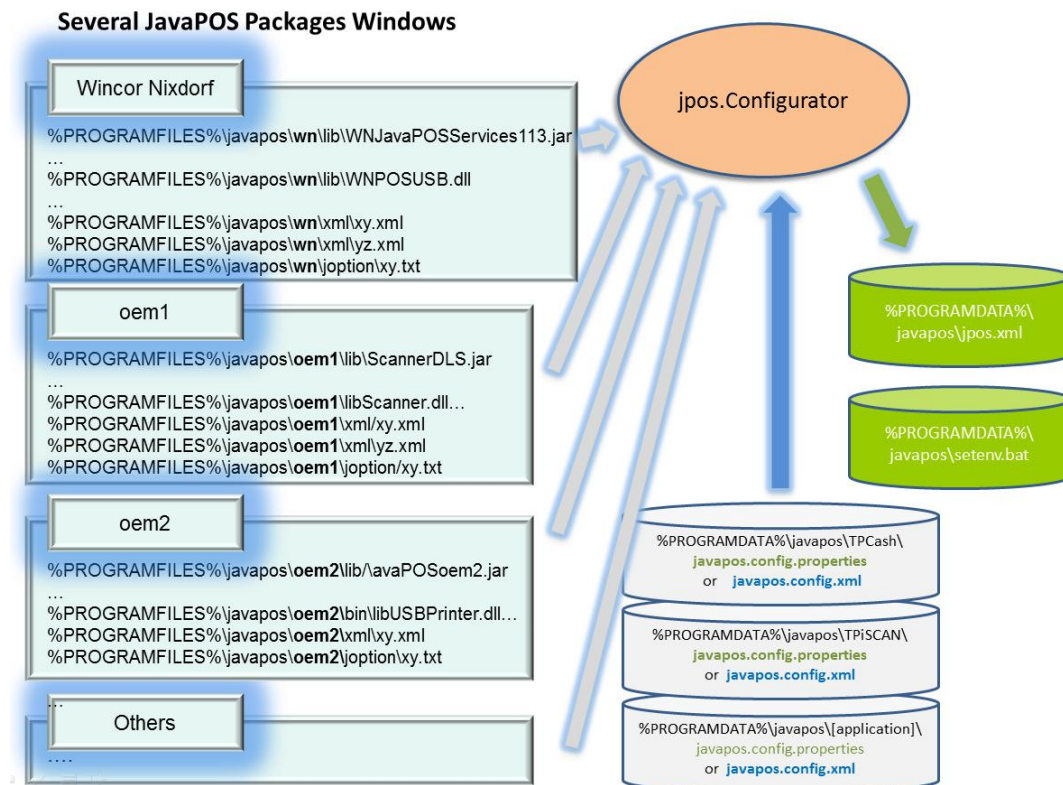 Several JavaPOS Packages Windows
Wincor Nixdorf
%PROGRAMFILES%\javapos\wn\lib\WNJavaPOSServices113.jar
…
%PROGRAMFILES%\javapos\wn\lib\WNPOSUSB.dll
…
%PROGRAMFILES%\javapos\wn\xml\xy.xml
%PROGRAMFILES%\javapos\wn\xml\yz.xml
%PROGRAMFILES%\javapos\wn\joption\xy.txt
oem1
%PROGRAMFILES%\javapos\oem1\lib\ScannerDLS.jar
…
%PROGRAMFILES%\javapos\oem1\libScanner.dll…
%PROGRAMFILES%\javapos\oem1\xml/xy.xml
%PROGRAMFILES%\javapos\oem1\xml\yz.xml
%PROGRAMFILES%\javapos\oem1\joption/xy.txt
oem2
%PROGRAMFILES%\javapos\oem2\lib/\avaPOSoem2.jar
…
%PROGRAMFILES%\javapos\oem2\bin\libUSBPrinter.dll…
%PROGRAMFILES%\javapos\oem2\xml\xy.xml
%PROGRAMFILES%\javapos\oem2\joption\xy.txt
…
Others
….
jpos.Configurator
%PROGRAMDATA%\
javapos\jpos.xml
%PROGRAMDATA%\
javapos\setenv.bat
%PROGRAMDATA%\javapos\TPCash\
javapos.config.properties
or javapos.config.xml
%PROGRAMDATA%\javapos\TPiSCAN\
javapos.config.properties
or javapos.config.xml
%PROGRAMDATA%\javapos\[application]\
javapos.config.properties
or javapos.config.xml